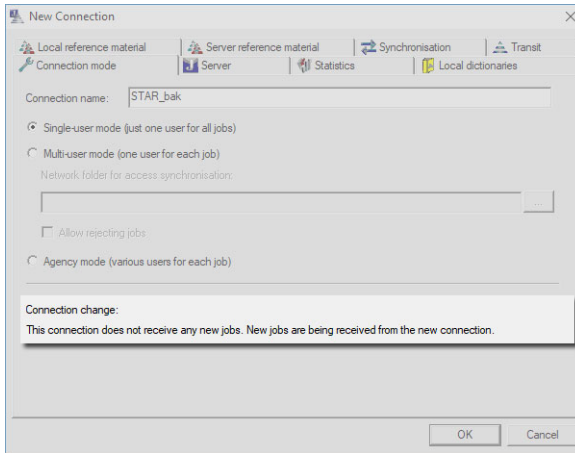 New Connection
Local reference material
Server reference material
Synchronisation
Transit
Connection mode
Server
Statistics
Local dictionaries
Connection name: STAR_bak
Single-user mode (just one user for all jobs)
Multi-user mode (one user for each job)
Network folder for access synchronisation:
...
Allow rejecting jobs
Agency mode (various users for each job)
Connection change:
This connection does not receive any new jobs. New jobs are being received from the new connection.
OK
Cancel